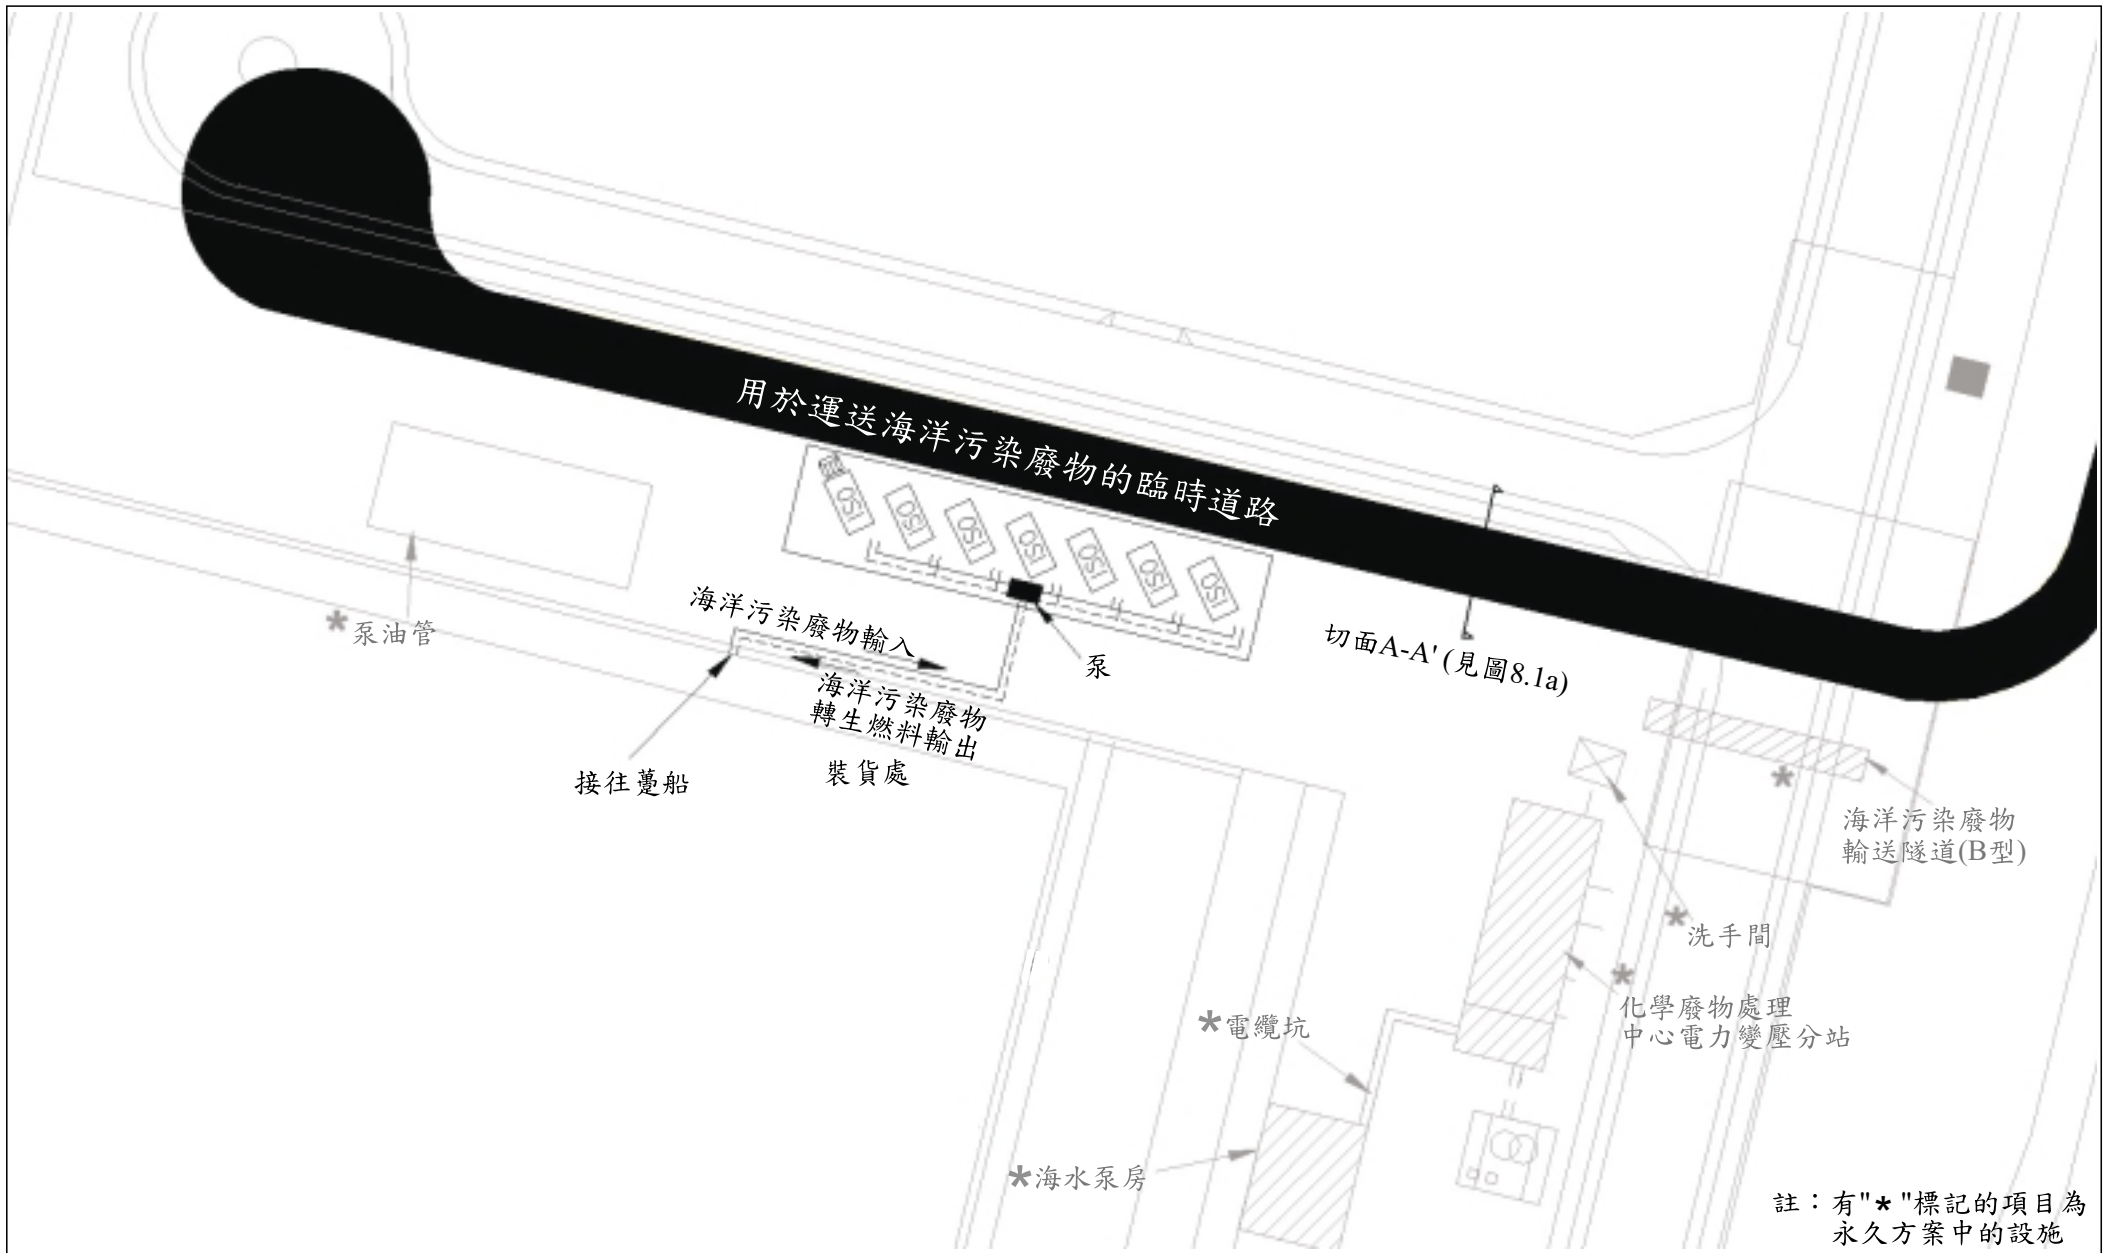 用於運送海洋污染廢物的臨時道路
ISO
ISO
ISO
ISO
ISO
ISO
ISO
海洋污染廢物輸入
*泵油管
泵
切面A-A' (見圖8.1a)
海洋污染廢物
轉生燃料輸出
裝貨處
接往躉船
*
海洋污染廢物
輸送隧道(B型)
*洗手間
*
化學廢物處理
中心電力變壓分站
*電纜坑
*海水泵房
註：有"*"標記的項目為
永久方案中的設施